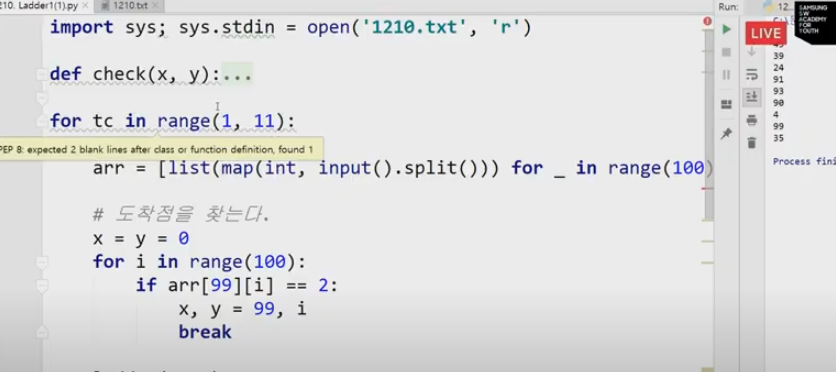 10. Ladder1(1).py × 1210.txt × Run: 12
import sys; sys.stdin = open('1210.txt', 'r')
def check(x, y):...
for tc in range(1, 11):
PEP 8: expected 2 blank lines after class or function definition, found 1
arr = [list(map(int, input().split())) for _ in range(100)
# 도착점을 찾는다.
x = y = 0
for i in range(100):
if arr[99][i] == 2:
x, y = 99, i
break
LIVE
SAMSUNG
SW
ACADEMY
FOR
YOUTH
39
24
91
93
90
4
99
35
Process fini